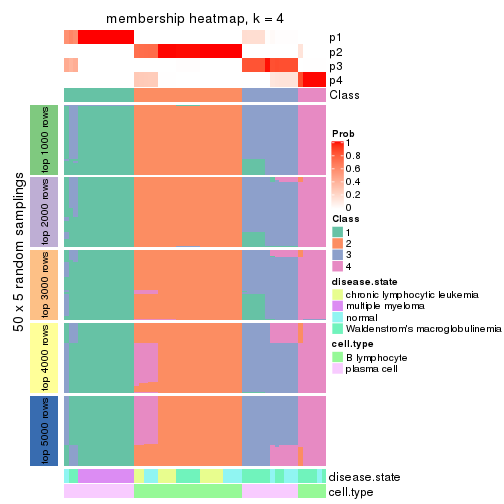 membership heatmap, k = 4
p1
p2
p3
p4
Class
50 x 5 random samplings
top 1000 rows
top 2000 rows
top 3000 rows
top 4000 rows
top 5000 rows
disease.state
cell.type
Prob
1
0.8
0.6
0.4
0.2
0
Class
1
2
3
4
disease.state
chronic lymphocytic leukemia
multiple myeloma
normal
Waldenstrom's macroglobulinemia
cell.type
B lymphocyte
plasma cell